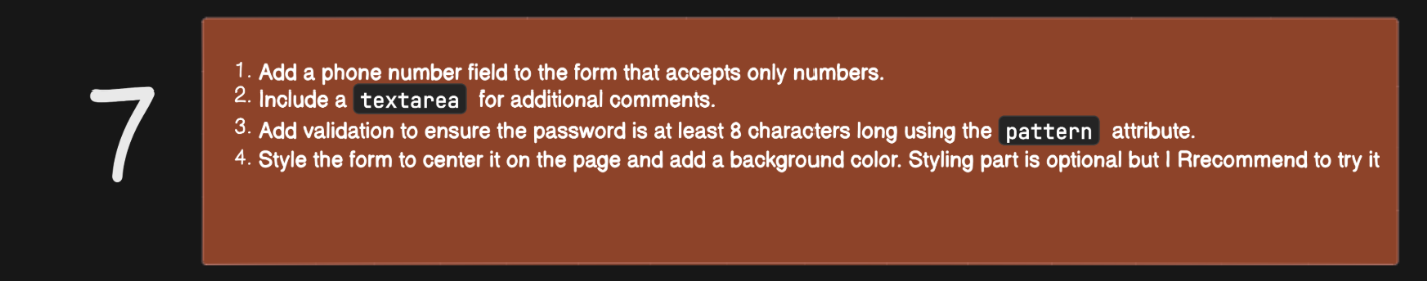 7
1. Add a phone number field to the form that accepts only numbers.
2. Include a textarea for additional comments.
3. Add validation to ensure the password is at least 8 characters long using the pattern attribute.
4. Style the form to center it on the page and add a background color. Styling part is optional but I Rrecommend to try it